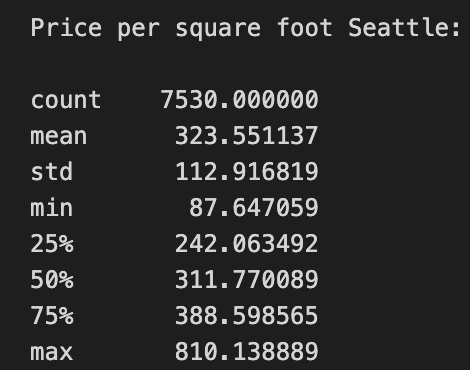 Price per square foot Seattle:
count    7530.000000
mean      323.551137
std       112.916819
min        87.647059
25%       242.063492
50%       311.770089
75%       388.598565
max       810.138889